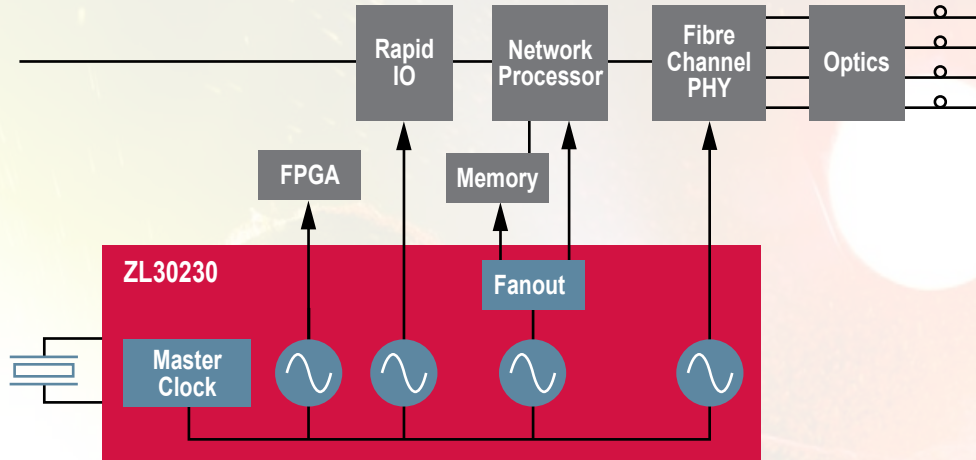 Rapid
IO
Network
Processor
Fibre
Channel
PHY
Optics
FPGA
Memory
ZL30230
Fanout
Master
Clock